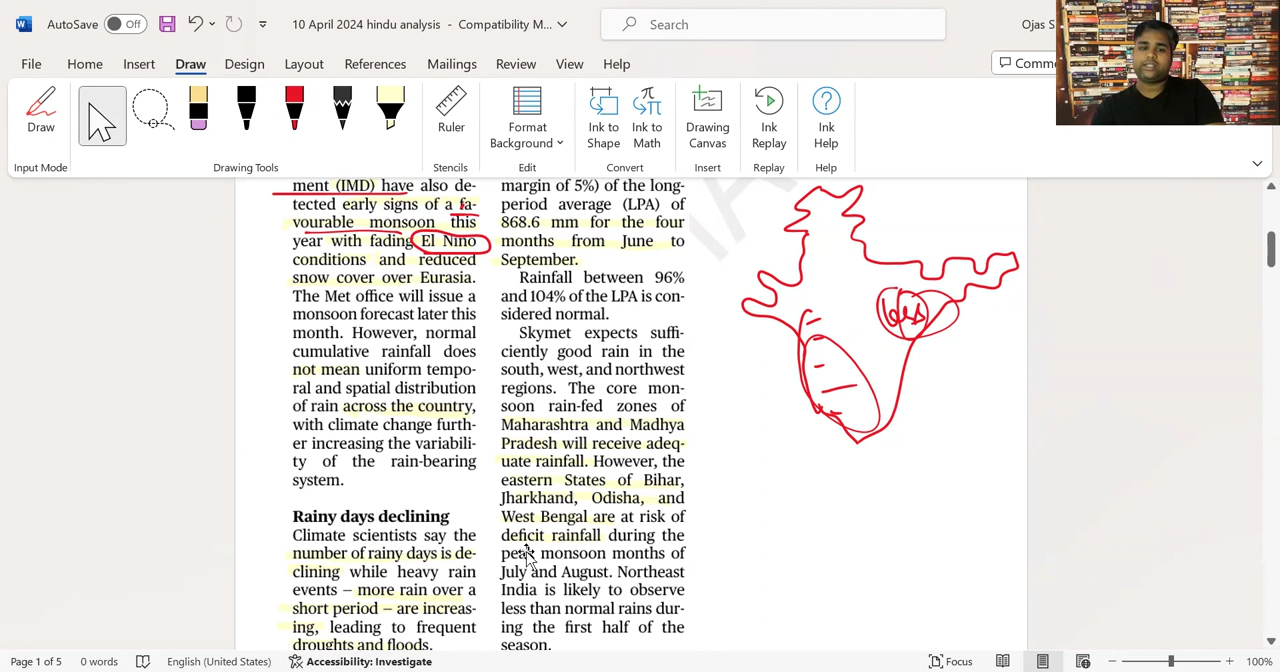 AutoSave
Off
10 April 2024 hindu analysis - Compatibility M...
Search
Ojas S
File
Home
Insert
Draw
Design
Layout
References
Mailings
Review
View
Help
Comme
Draw
Ruler
Format
Background
Ink to
Shape
Ink to
Math
Drawing
Canvas
Ink
Replay
Ink
Help
Input Mode
Drawing Tools
Stencils
Edit
Convert
Insert
Replay
Help
ment (IMD) have also de-
tected early signs of a fa-
vourable monsoon this
year with fading El Nino
conditions and reduced
snow cover over Eurasia.
The Met office will issue a
monsoon forecast later this
month. However, normal
cumulative rainfall does
not mean uniform tempo-
ral and spatial distribution
of rain across the country,
with climate change furth-
er increasing the variabili-
ty of the rain-bearing
system.
Rainy days declining
Climate scientists say the
number of rainy days is de-
clining while heavy rain
events – more rain over a
short period – are increas-
ing, leading to frequent
droughts and floods.
margin of 5%) of the long-
period average (LPA) of
868.6 mm for the four
months from June to
September.
Rainfall between 96%
and 104% of the LPA is con-
sidered normal.
Skymet expects suffi-
ciently good rain in the
south, west, and northwest
regions. The core mon-
soon rain-fed zones of
Maharashtra and Madhya
Pradesh will receive adeq-
uate rainfall. However, the
eastern States of Bihar,
Jharkhand, Odisha, and
West Bengal are at risk of
deficit rainfall during the
peak monsoon months of
July and August. Northeast
India is likely to observe
less than normal rains dur-
ing the first half of the
season.
less
Page 1 of 5
0 words
English (United States)
Accessibility: Investigate
Focus
100%